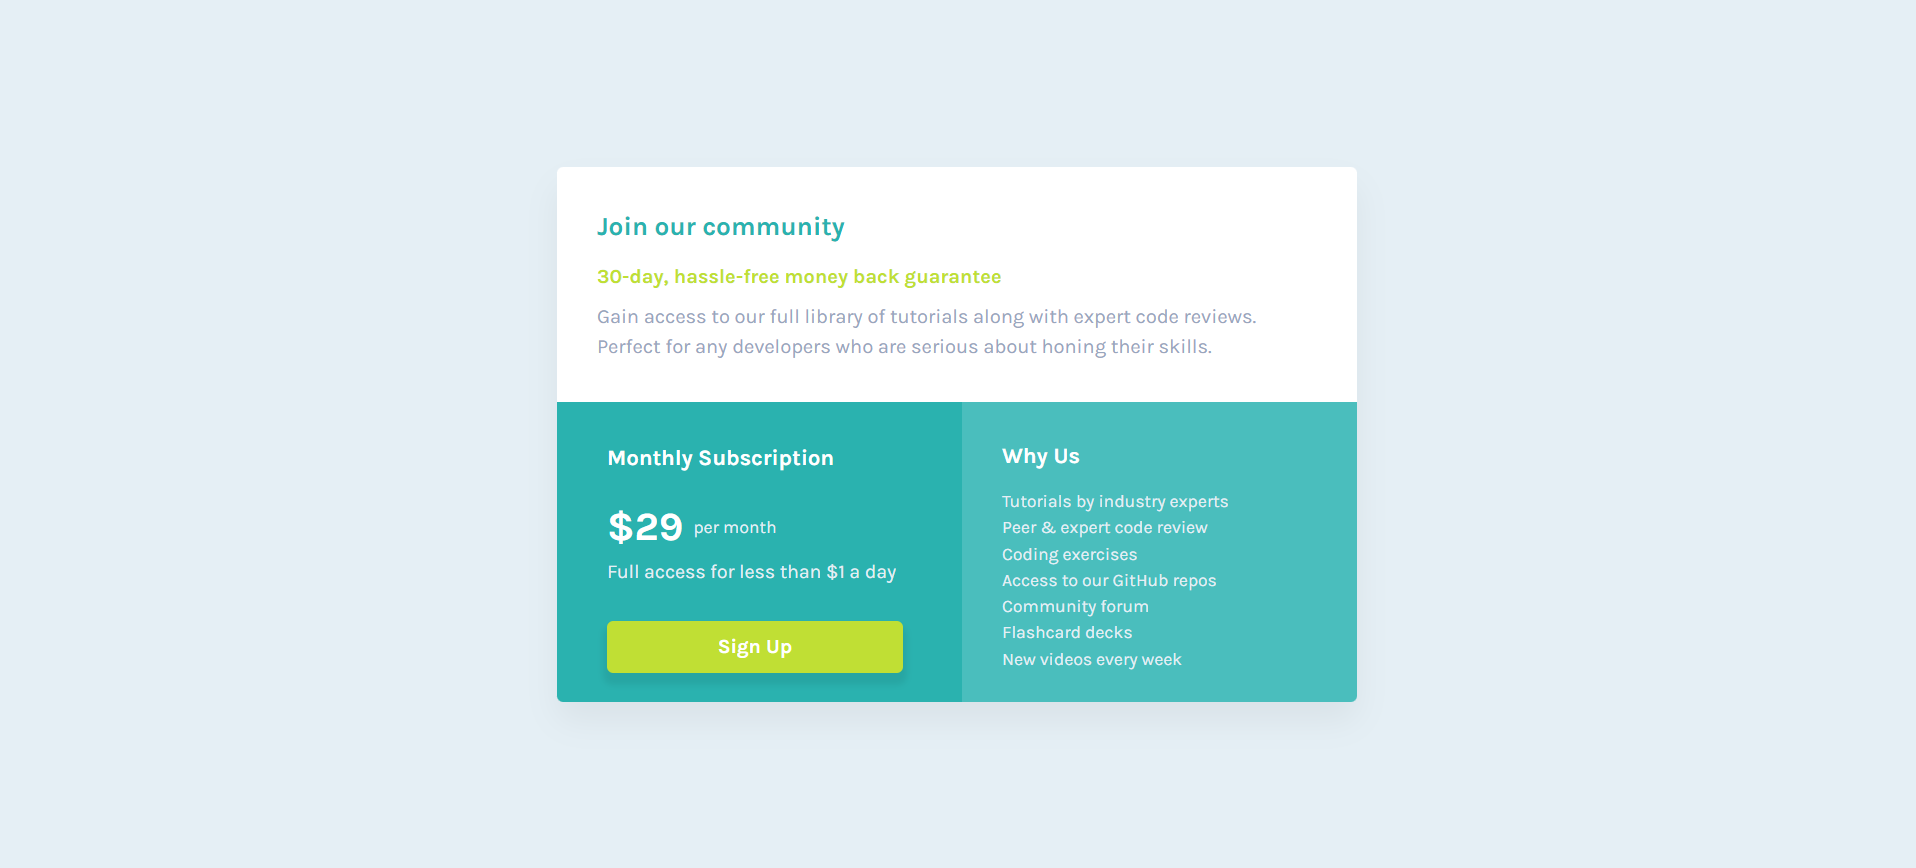 Join our community
30-day, hassle-free money back guarantee
Gain access to our full library of tutorials along with expert code reviews.
Perfect for any developers who are serious about honing their skills.
Monthly Subscription
$29 per month
Full access for less than $1 a day
Sign Up
Why Us
Tutorials by industry experts
Peer & expert code review
Coding exercises
Access to our GitHub repos
Community forum
Flashcard decks
New videos every week